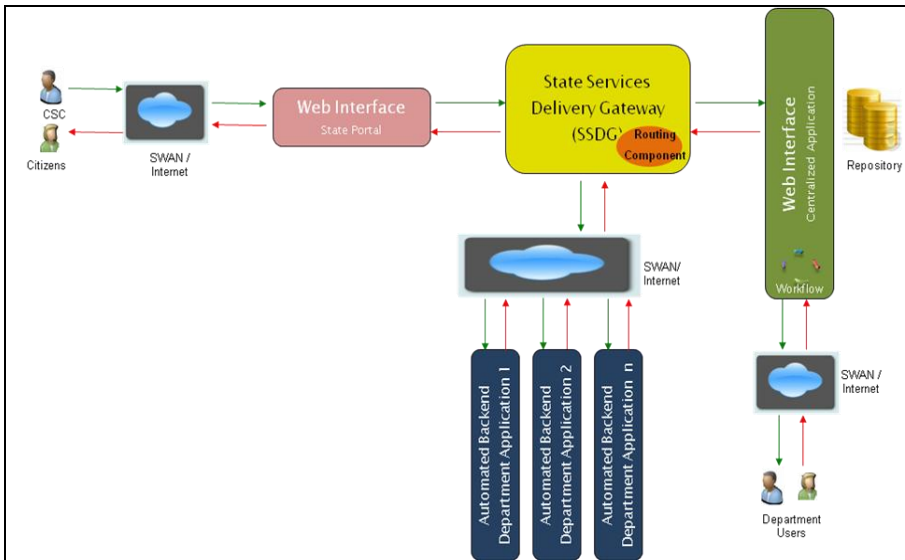 CSC
Citizens
SWAN /
Internet
Web Interface
State Portal
State Services
Delivery Gateway
(SSDG)
Routing
Component
Web Interface
Centralized Application
Workflow
Repository
SWAN/
Internet
Automated Backend
Department Application 1
Automated Backend
Department Application 2
Automated Backend
Department Application n
SWAN /
Internet
Department
Users